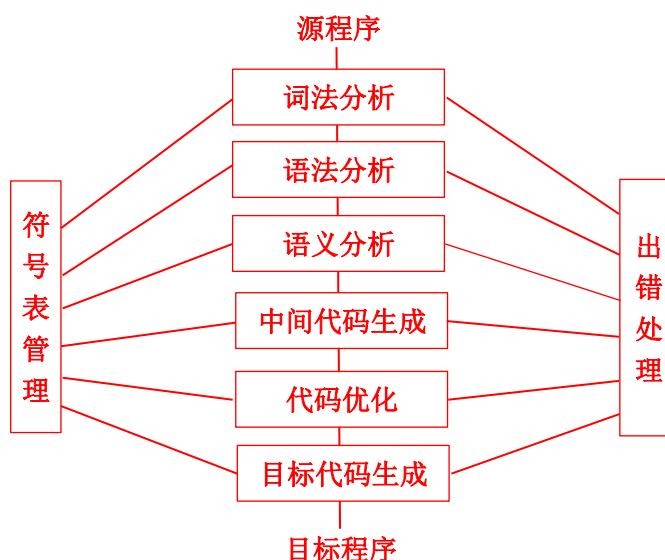 源程序
词法分析
语法分析
语义分析
中间代码生成
代码优化
目标代码生成
目标程序
符号表管理
出错处理